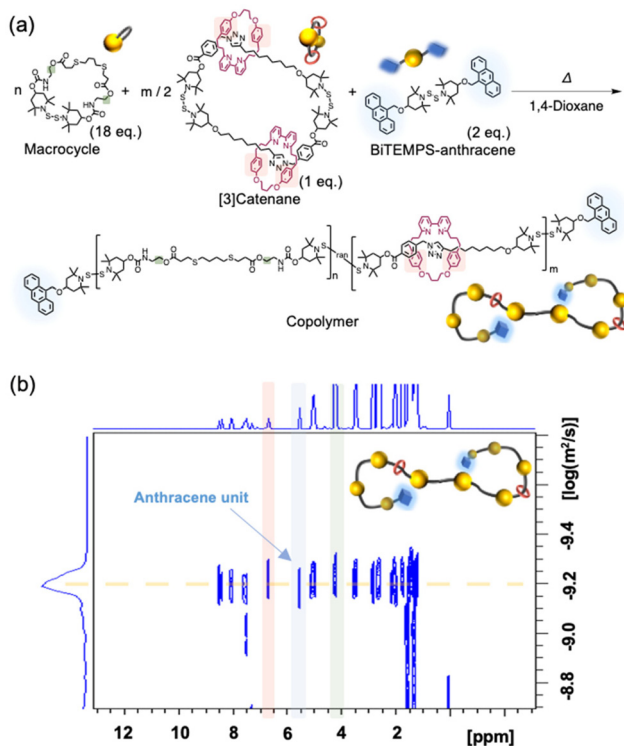 (a)
n
+ m / 2
+
Δ
1,4-Dioxane
(18 eq.)
Macrocycle
(1 eq.)
[3]Catenane
(2 eq.)
BiTEMPS-anthracene
n
ran
m
Copolymer
(b)
Anthracene unit
[log(m²/s)]
-9.4
-9.2
-9.0
-8.8
12 10 8 6 4 2 [ppm]